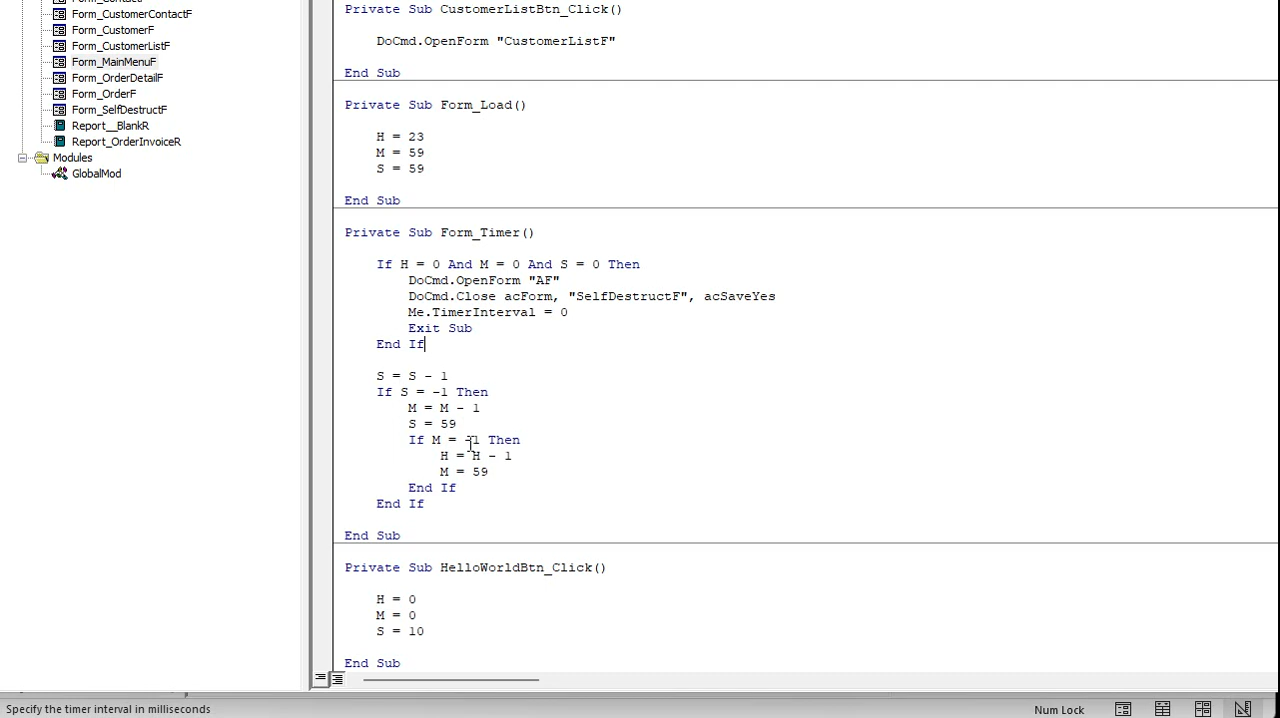 Form_CustomerContactF
Form_CustomerF
Form_CustomerListF
Form_MainMenuF
Form_OrderDetailF
Form_OrderF
Form_SelfDestructF
Report__BlankR
Report_OrderInvoiceR
Modules
GlobalMod
Private Sub CustomerListBtn_Click()
DoCmd.OpenForm "CustomerListF"
End Sub
Private Sub Form_Load()
H = 23
M = 59
S = 59
End Sub
Private Sub Form_Timer()
If H = 0 And M = 0 And S = 0 Then
DoCmd.OpenForm "AF"
DoCmd.Close acForm, "SelfDestructF", acSaveYes
Me.TimerInterval = 0
Exit Sub
End If
S = S - 1
If S = -1 Then
M = M - 1
S = 59
If M = -1 Then
H = H - 1
M = 59
End If
End If
End Sub
Private Sub HelloWorldBtn_Click()
H = 0
M = 0
S = 10
End Sub
Specify the timer interval in milliseconds
Num Lock